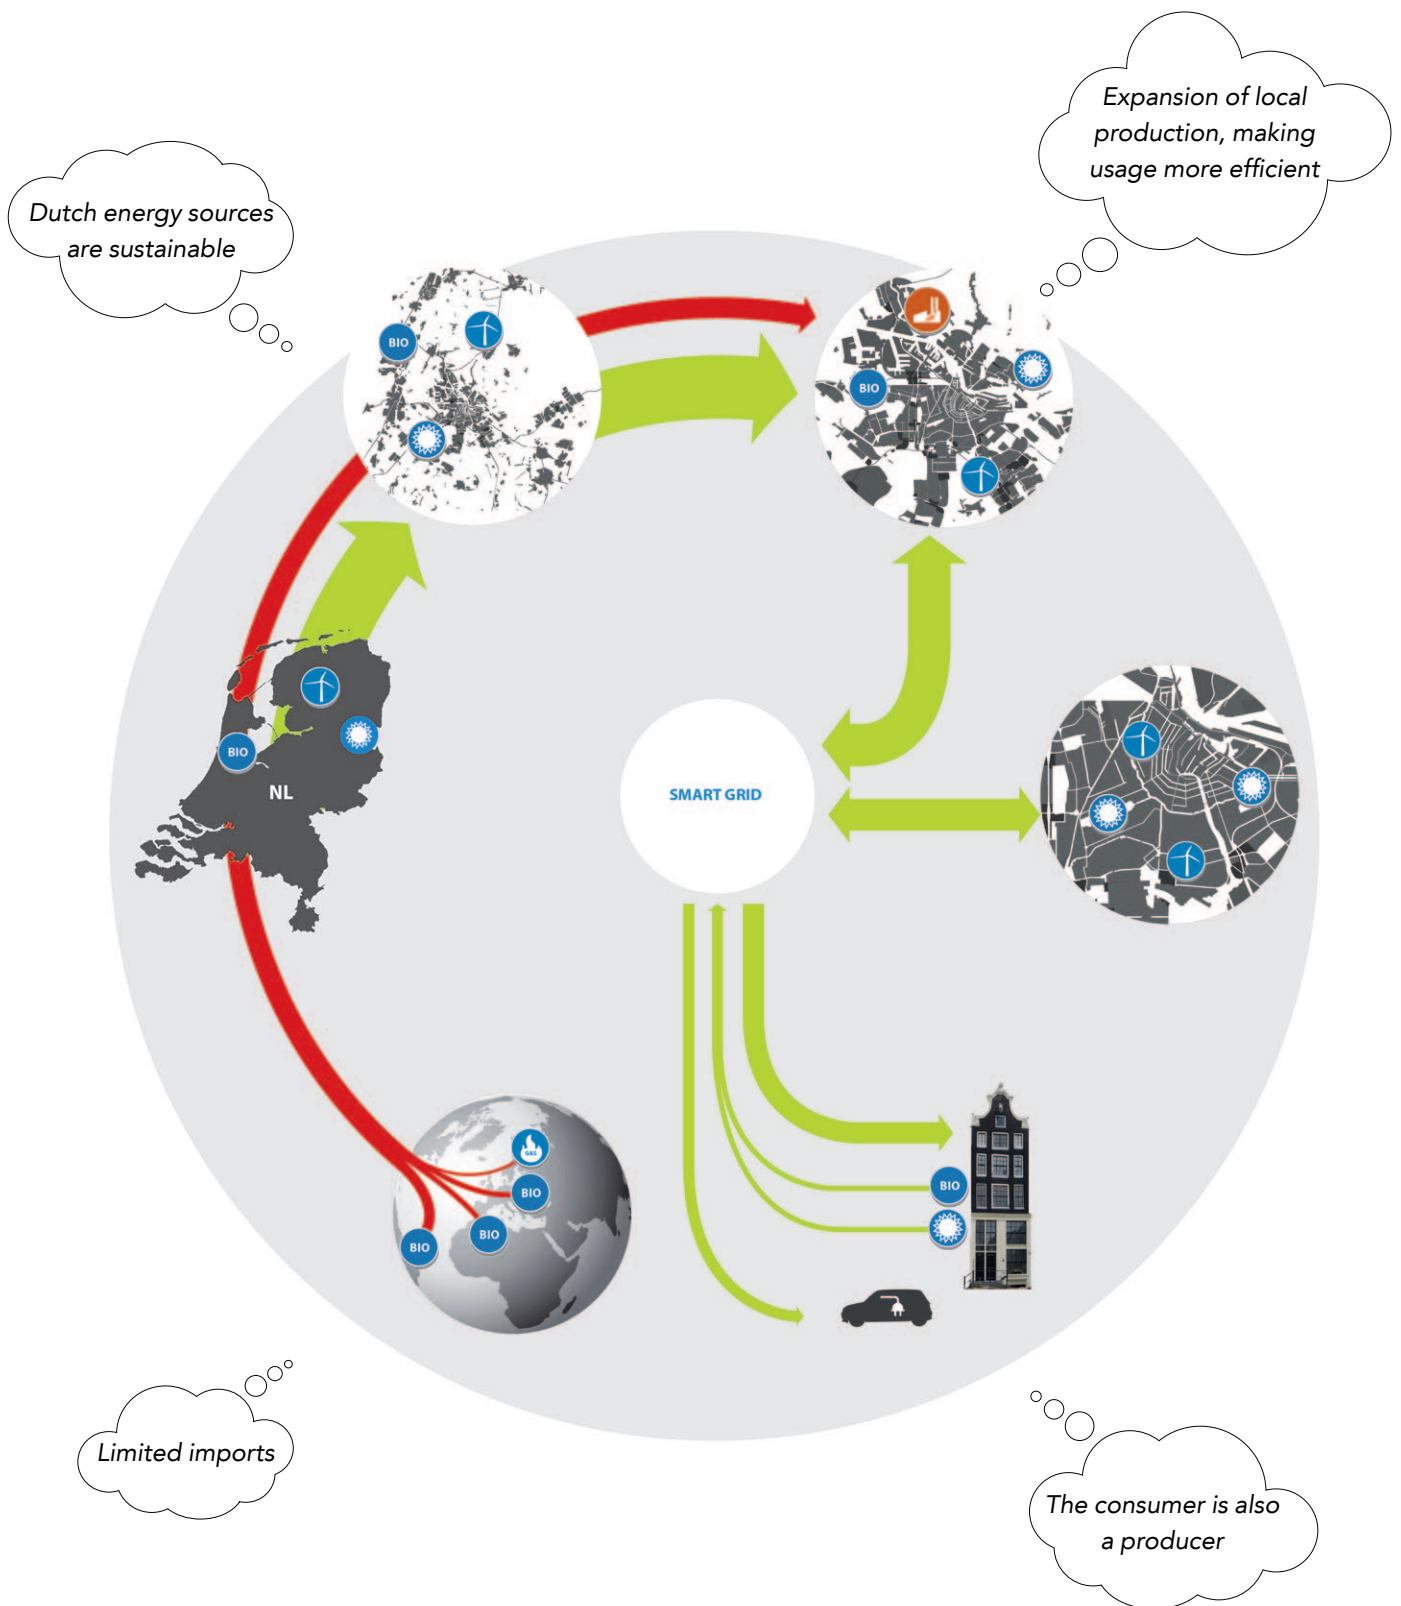 Expansion of local
production, making
usage more efficient
Dutch energy sources
are sustainable
BIO
BIO
BIO
NL
SMART GRID
GAS
BIO
BIO
BIO
BIO
Limited imports
The consumer is also
a producer